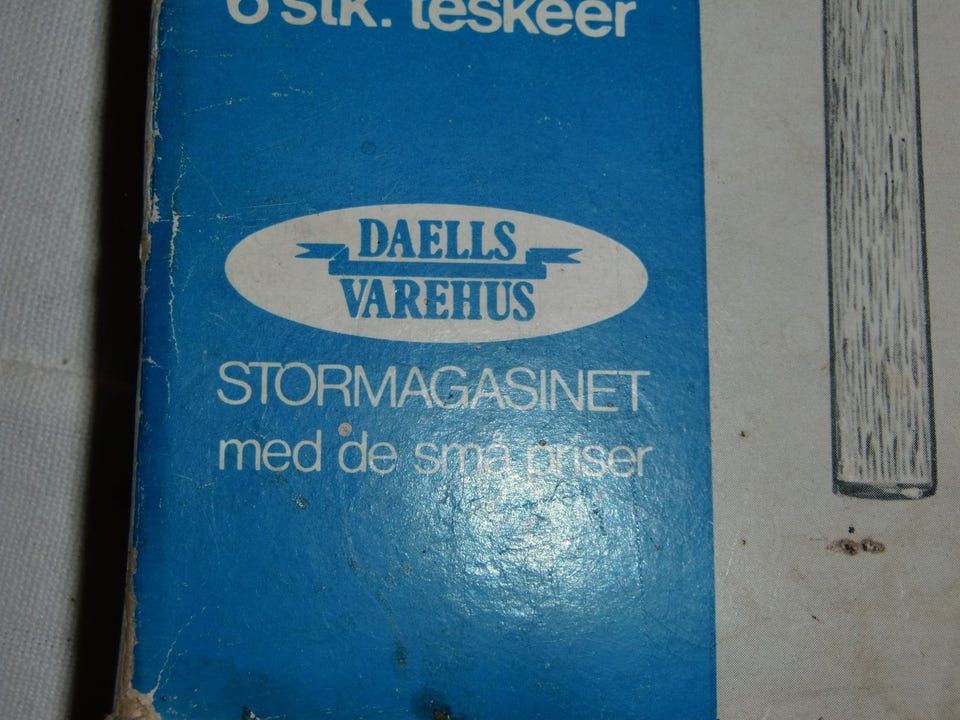 6 stk. teskeer
DAELLS
VAREHUS
STORMAGASINET
med de små priser